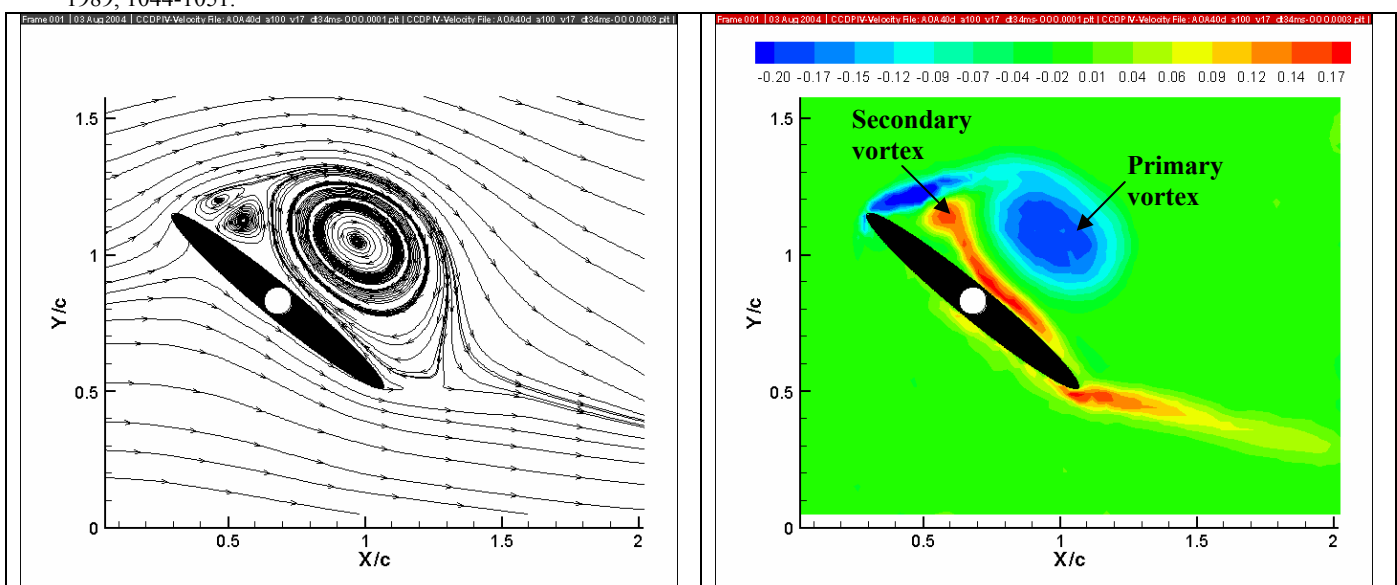 1989, 1044-1051.
Frame 001 | 03 Aug 2004 | CCDPIV-Velocity File: AOA40d a100 v17 dt34ms-000.0001.plt | CCDPIV-Velocity File: AOA40d a100 v17 dt34ms-000.0003.plt |
1.5
1
0.5
0
Y/c
0.5
1
1.5
2
X/c
Frame 001 | 03 Aug 2004 | CCDPIV-Velocity File: AOA40d a100 v17 dt34ms-000.0001.plt | CCDPIV-Velocity File: AOA40d a100 v17 dt34ms-000.0003.plt |
-0.20 -0.17 -0.15 -0.12 -0.09 -0.07 -0.04 -0.02 0.01 0.04 0.06 0.09 0.12 0.14 0.17
Secondary
vortex
Primary
vortex
1.5
1
0.5
0
Y/c
0.5
1
1.5
2
X/c